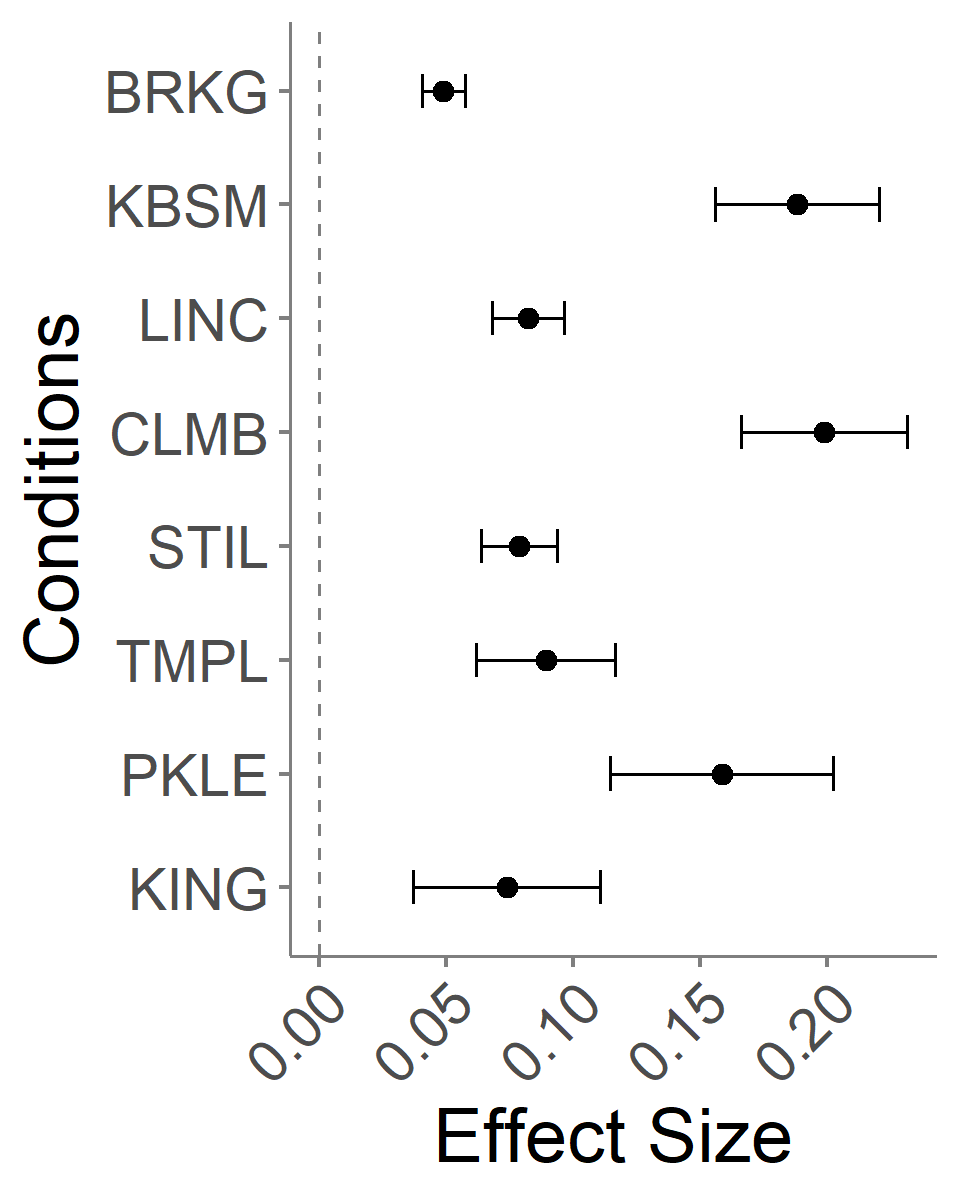 Conditions
BRKG
KBSM
LINC
CLMB
STIL
TMPL
PKLE
KING
0.00 0.05 0.10 0.15 0.20
Effect Size